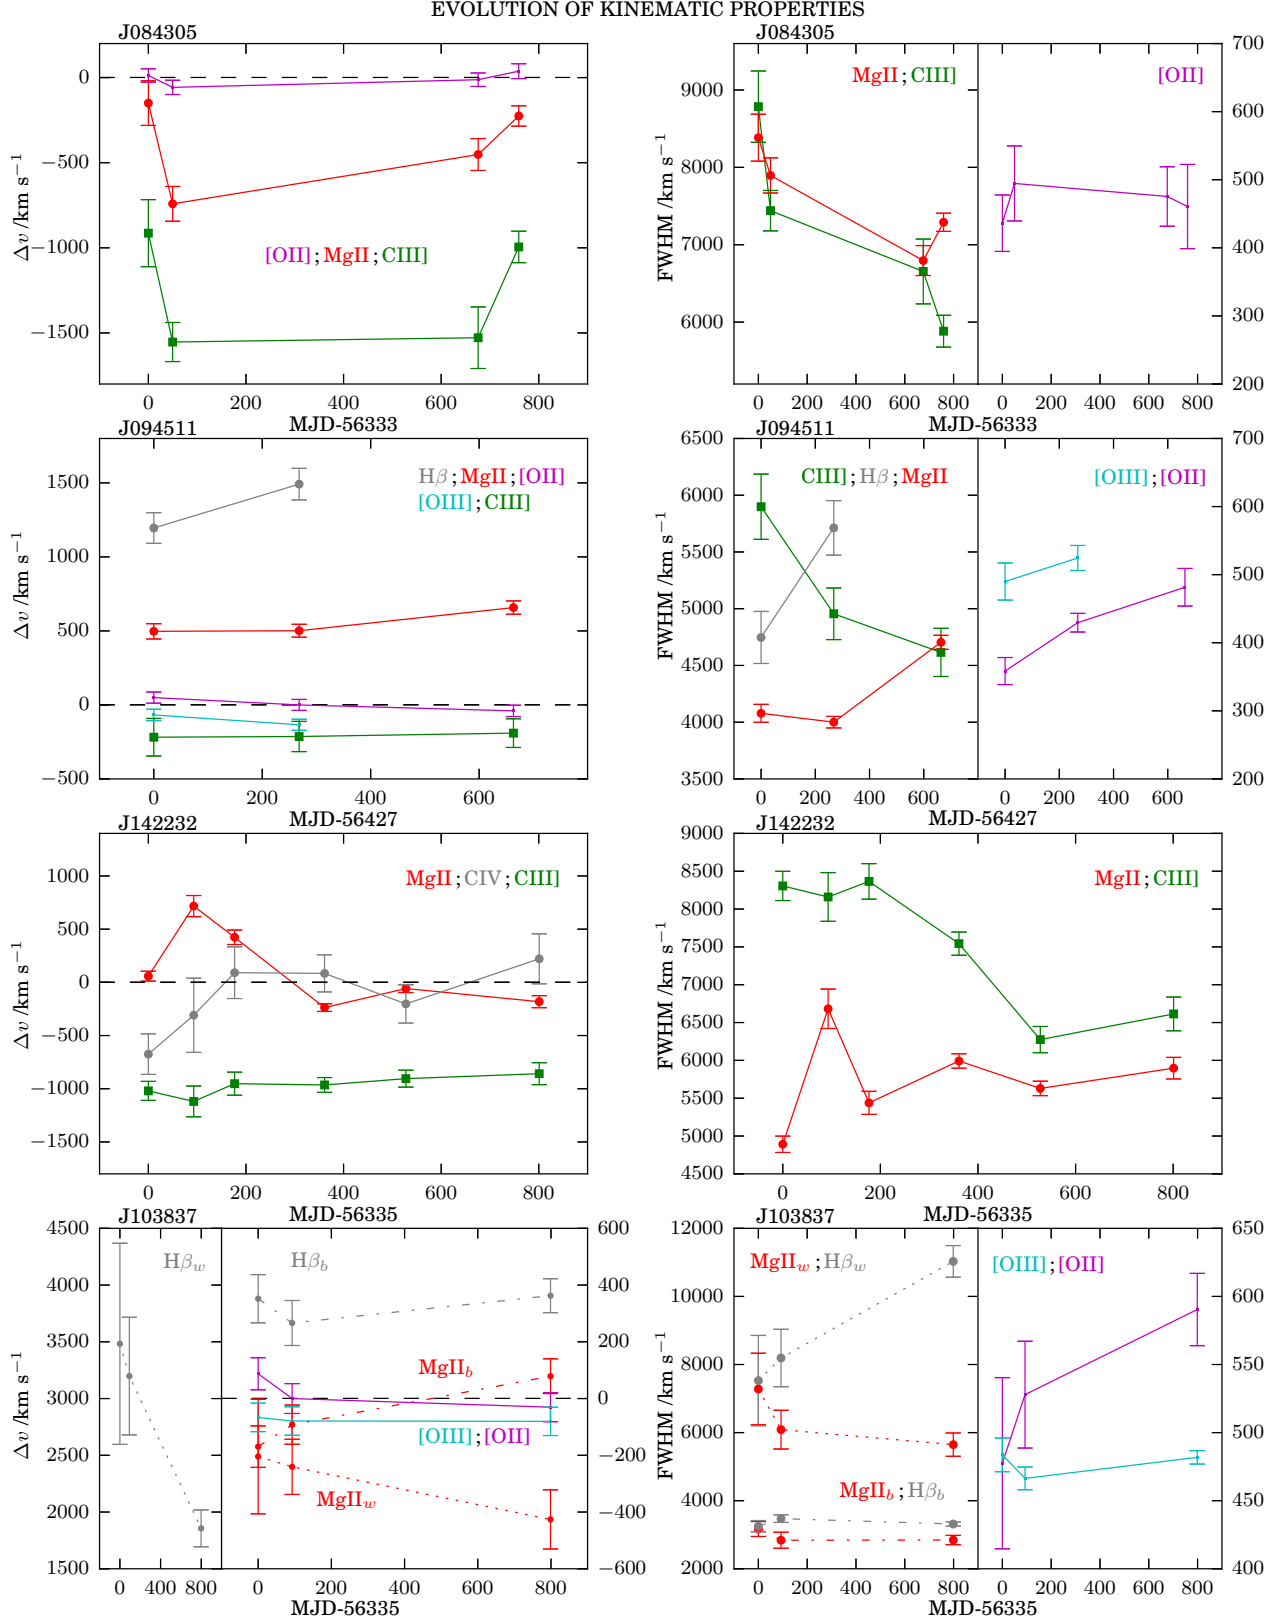 EVOLUTION OF KINEMATIC PROPERTIES
J084305
0
−500
−1000
−1500
Δv /km s−1
[OII] ; MgII ; CIII]
0 200 400 600 800
MJD-56333
J084305
9000
8000
7000
6000
FWHM /km s−1
MgII ; CIII]
[OII]
700
600
500
400
300
200
0 200 400 600 800 0 200 400 600 800
MJD-56333
J094511
1500
1000
500
0
−500
Δv /km s−1
Hβ ; MgII ; [OII]
[OIII] ; CIII]
0 200 400 600
MJD-56427
J094511
6500
6000
5500
5000
4500
4000
3500
FWHM /km s−1
CIII] ; Hβ ; MgII
[OIII] ; [OII]
700
600
500
400
300
200
0 200 400 600 0 200 400 600
MJD-56427
J142232
1000
500
0
−500
−1000
−1500
Δv /km s−1
MgII ; CIV ; CIII]
0 200 400 600 800
MJD-56335
J142232
9000
8500
8000
7500
7000
6500
6000
5500
5000
4500
FWHM /km s−1
MgII ; CIII]
0 200 400 600 800
MJD-56335
J103837
4500
4000
3500
3000
2500
2000
1500
Δv /km s−1
Hβw
Hβb
MgIIb
[OIII] ; [OII]
MgIIw
600
400
200
0
−200
−400
−600
0 400 800 0 200 400 600 800
MJD-56335
J103837
12000
10000
8000
6000
4000
2000
FWHM /km s−1
MgIIw ; Hβw
MgIIb ; Hβb
[OIII] ; [OII]
650
600
550
500
450
400
0 200 400 600 800 0 200 400 600 800
MJD-56335